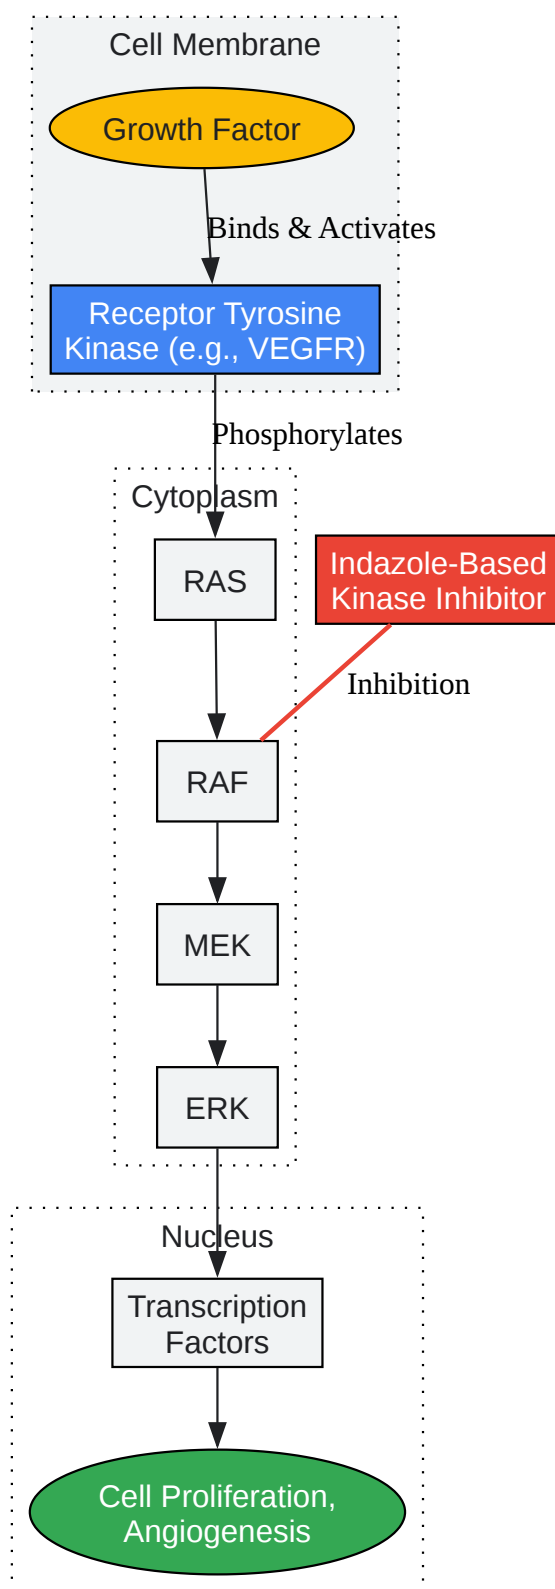 Cell Membrane
Growth Factor
Binds & Activates
Receptor Tyrosine
Kinase (e.g., VEGFR)
Phosphorylates
Cytoplasm
RAS
Indazole-Based
Kinase Inhibitor
Inhibition
RAF
MEK
ERK
Nucleus
Transcription
Factors
Cell Proliferation,
Angiogenesis